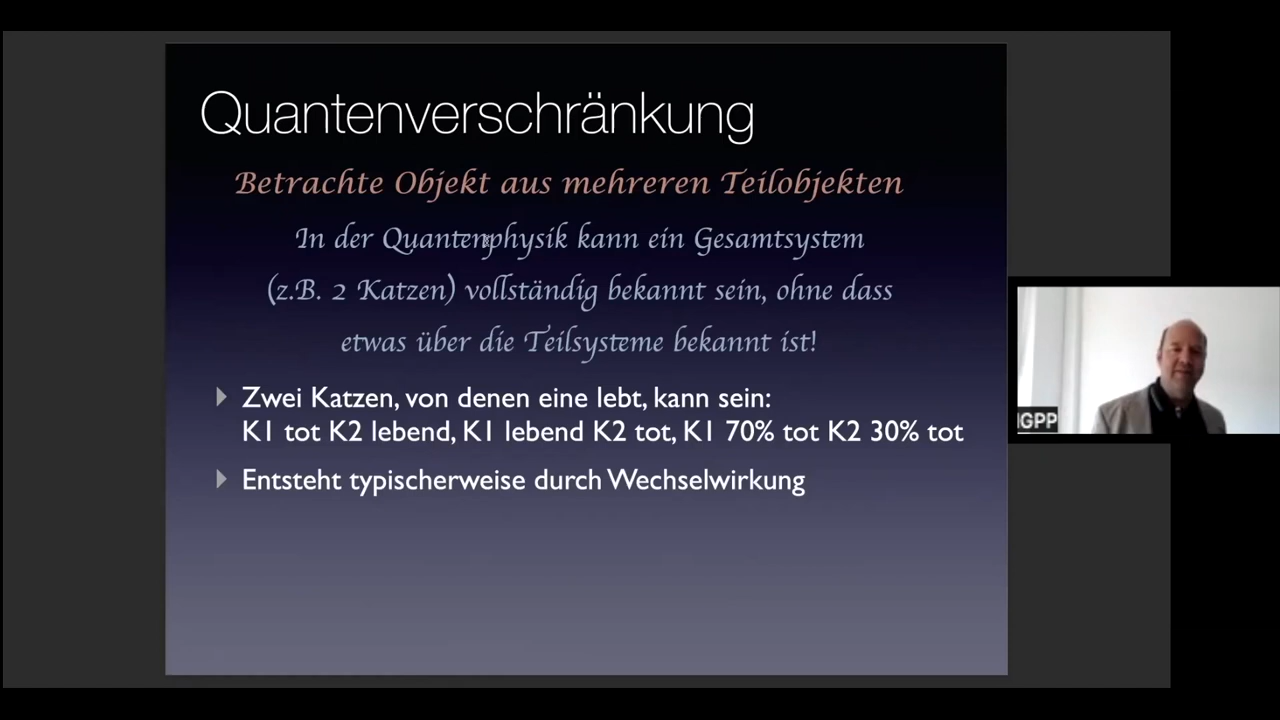 Quantenverschränkung
Betrachte Objekt aus mehreren Teilobjekten
In der Quantenphysik kann ein Gesamtsystem
(z.B. 2 Katzen) vollständig bekannt sein, ohne dass
etwas über die Teilsysteme bekannt ist!
Zwei Katzen, von denen eine lebt, kann sein:
K1 tot K2 lebend, K1 lebend K2 tot, K1 70% tot K2 30% tot
Entsteht typischerweise durch Wechselwirkung
IGPP